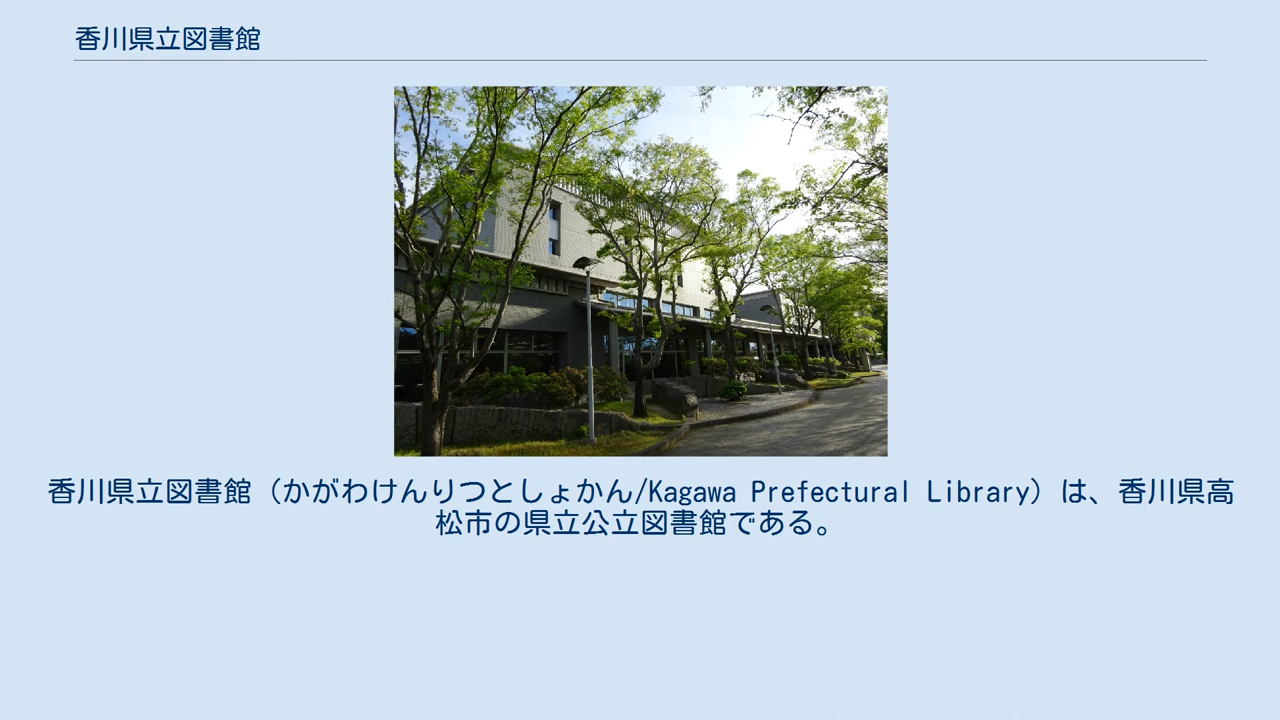 香川県立図書館
香川県立図書館（かがわけんりつとしょかん/Kagawa Prefectural Library）は、香川県高
松市の県立公立図書館である。